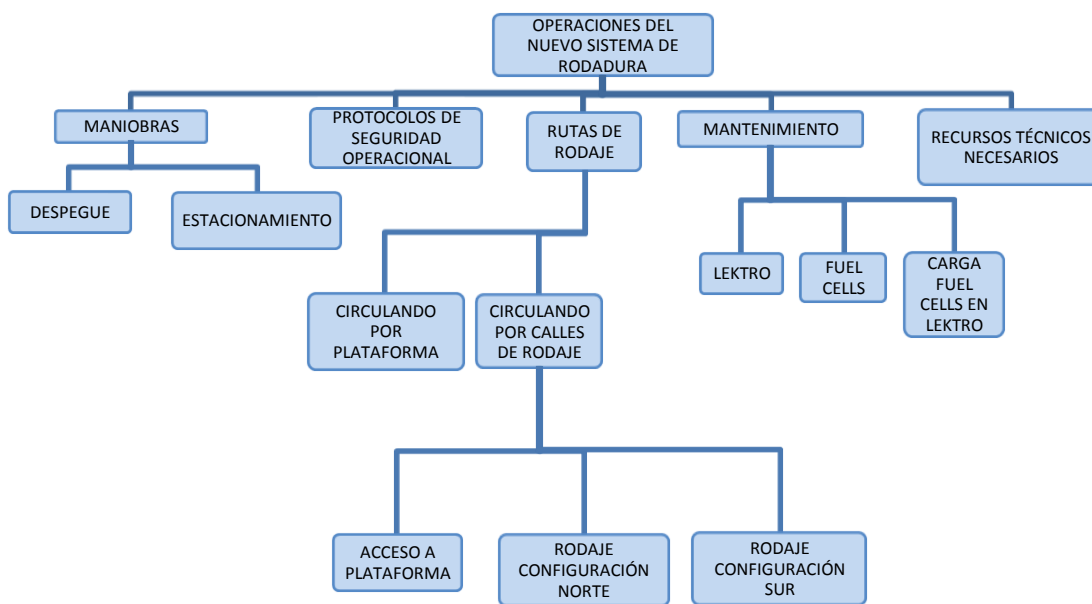 OPERACIONES DEL
NUEVO SISTEMA DE
RODADURA
MANIOBRAS
PROTOCOLOS DE
SEGURIDAD
OPERACIONAL
RUTAS DE
RODAJE
MANTENIMIENTO
RECURSOS TÉCNICOS
NECESARIOS
DESPEGUE
ESTACIONAMIENTO
LEKTRO
FUEL
CELLS
CARGA
FUEL
CELLS EN
LEKTRO
CIRCULANDO
POR
PLATAFORMA
CIRCULANDO
POR CALLES
DE RODAJE
ACCESO A
PLATAFORMA
RODAJE
CONFIGURACIÓN
NORTE
RODAJE
CONFIGURACIÓN
SUR